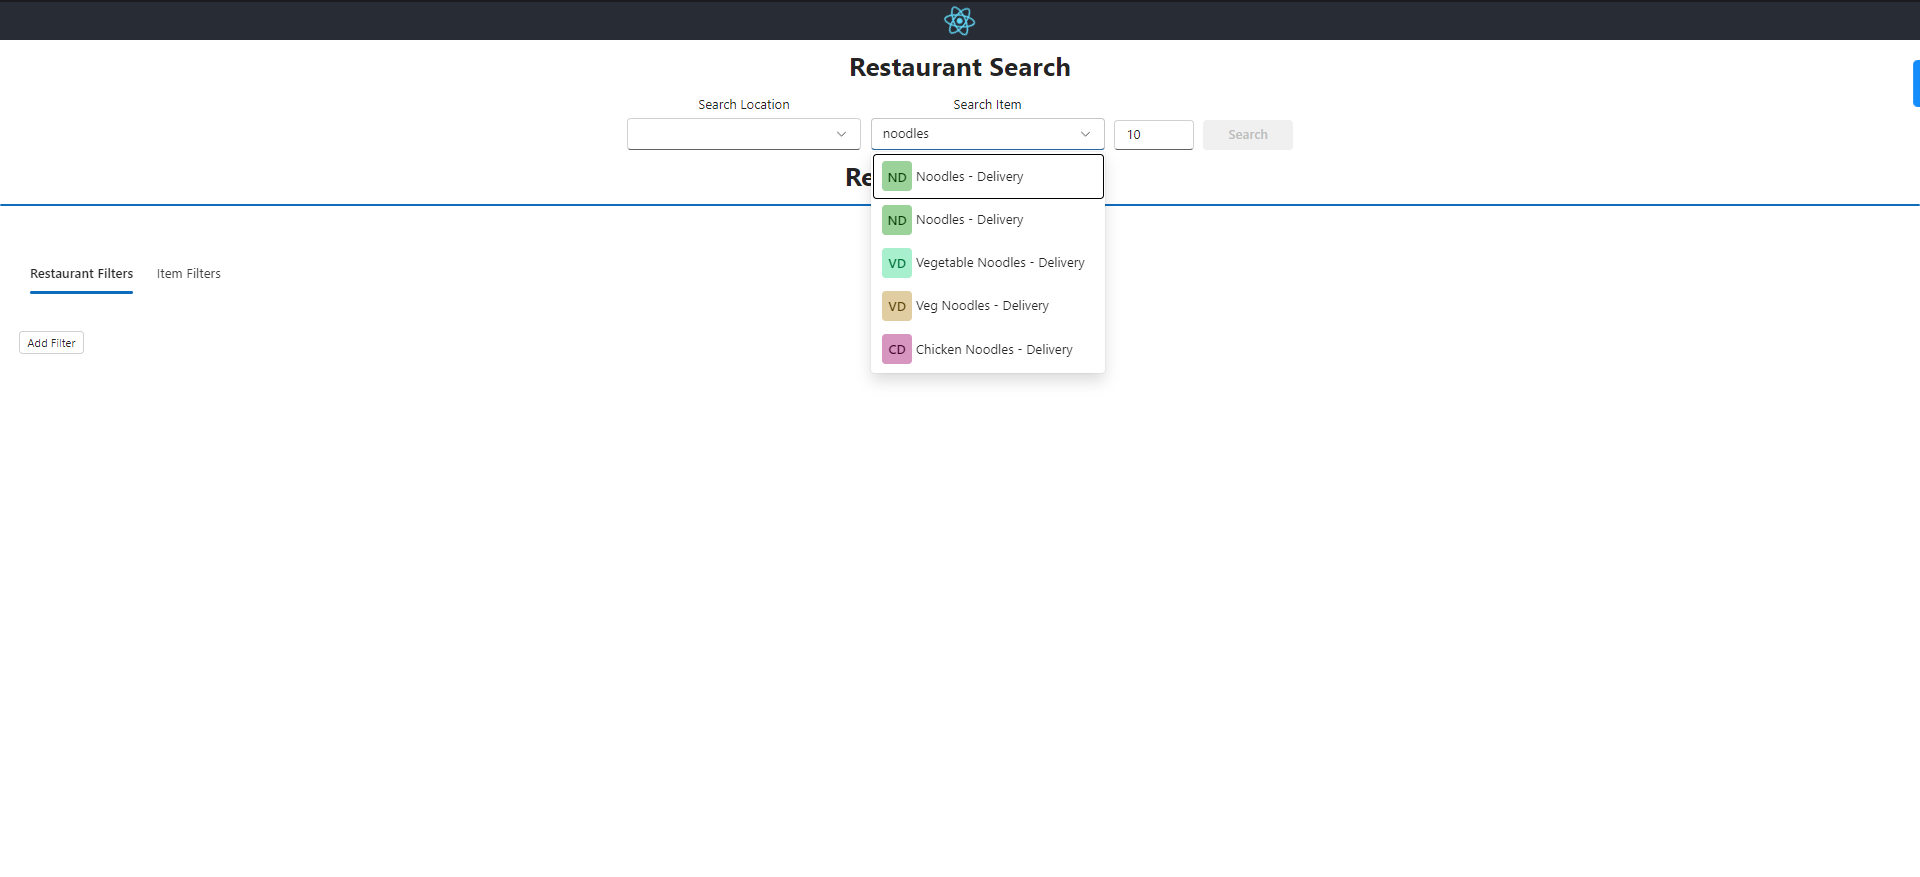 Restaurant Search
Search Location
Search Item
noodles
10
Search
ND Noodles - Delivery
ND Noodles - Delivery
VD Vegetable Noodles - Delivery
VD Veg Noodles - Delivery
CD Chicken Noodles - Delivery
Restaurant Filters
Item Filters
Add Filter